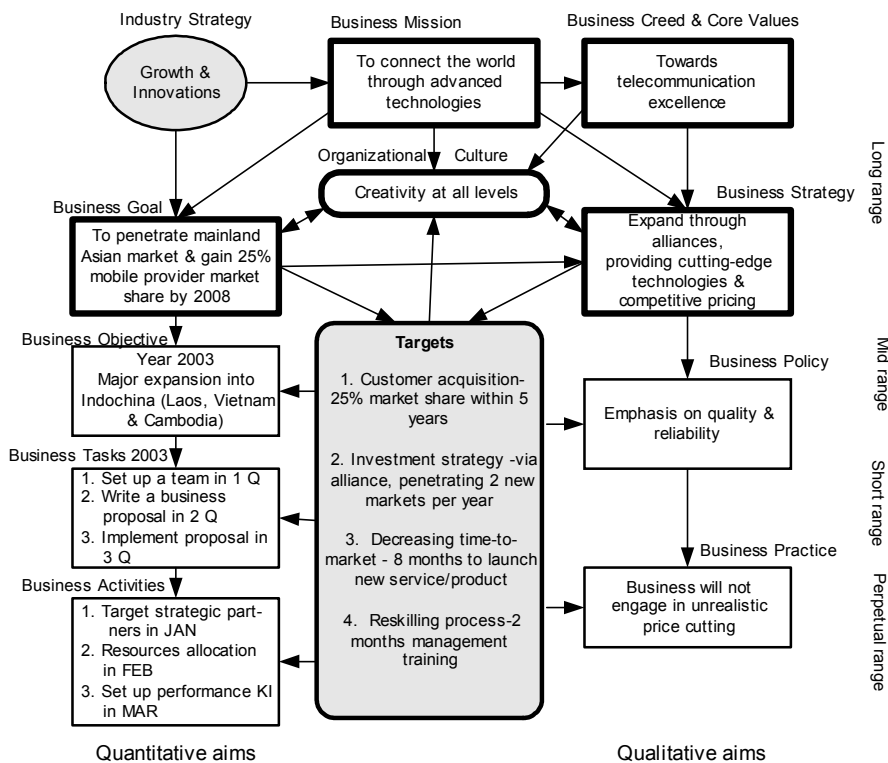 Industry Strategy
Growth &
Innovations
Business Mission
To connect the world
through advanced
technologies
Business Creed & Core Values
Towards
telecommunication
excellence
Organizational Culture
Creativity at all levels
Business Goal
To penetrate mainland
Asian market & gain 25%
mobile provider market
share by 2008
Business Strategy
Expand through
alliances,
providing cutting-edge
technologies &
competitive pricing
Long range
Business Objective
Year 2003
Major expansion into
Indochina (Laos, Vietnam
& Cambodia)
Targets
1. Customer acquisition-
25% market share within 5
years
2. Investment strategy -via
alliance, penetrating 2 new
markets per year
3. Decreasing time-to-
market - 8 months to launch
new service/product
4. Reskilling process-2
months management
training
Business Policy
Emphasis on quality &
reliability
Mid range
Business Tasks 2003
1. Set up a team in 1 Q
2. Write a business
proposal in 2 Q
3. Implement proposal in
3 Q
Short range
Business Activities
1. Target strategic part-
ners in JAN
2. Resources allocation
in FEB
3. Set up performance KI
in MAR
Business Practice
Business will not
engage in unrealistic
price cutting
Perpetual range
Quantitative aims
Qualitative aims